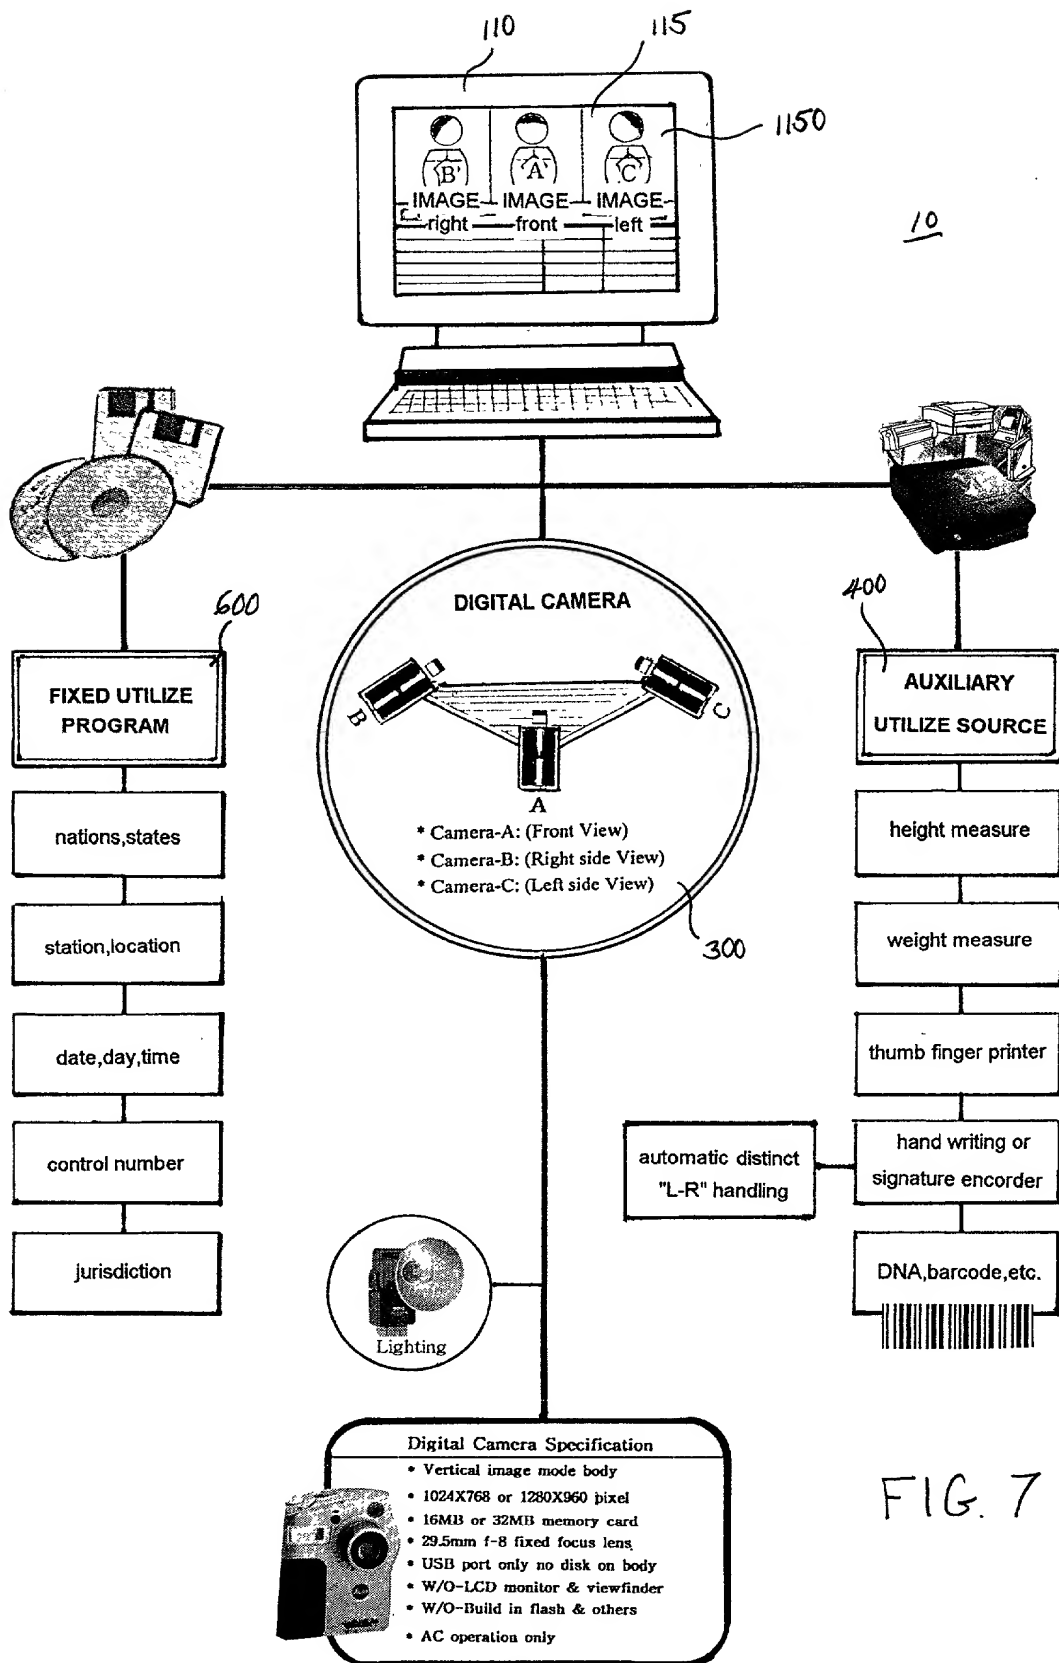 110
115
1150
10
B' A' C
IMAGE IMAGE IMAGE
right front left
600
400
DIGITAL CAMERA
B
C
A
* Camera-A: (Front View)
* Camera-B: (Right side View)
* Camera-C: (Left side View)
300
FIXED UTILIZE
PROGRAM
nations,states
station,location
date,day,time
control number
jurisdiction
AUXILIARY
UTILIZE SOURCE
height measure
weight measure
thumb finger printer
hand writing or
signature encorder
automatic distinct
"L-R" handling
DNA,barcode,etc.
Lighting
Digital Camera Specification
* Vertical image mode body
* 1024X768 or 1280X960 pixel
* 16MB or 32MB memory card
* 29.5mm f-8 fixed focus lens
* USB port only no disk on body
* W/O-LCD monitor & viewfinder
* W/O-Build in flash & others
* AC operation only
FIG. 7